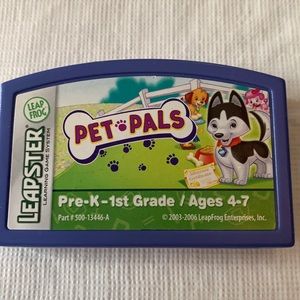 LEAP
FROG
LEAPSTER
LEARNING GAME SYSTEM
PET PALS
Pre-K-1st Grade / Ages 4-7
Part # 500-13446-A
© 2003-2006 LeapFrog Enterprises, Inc.